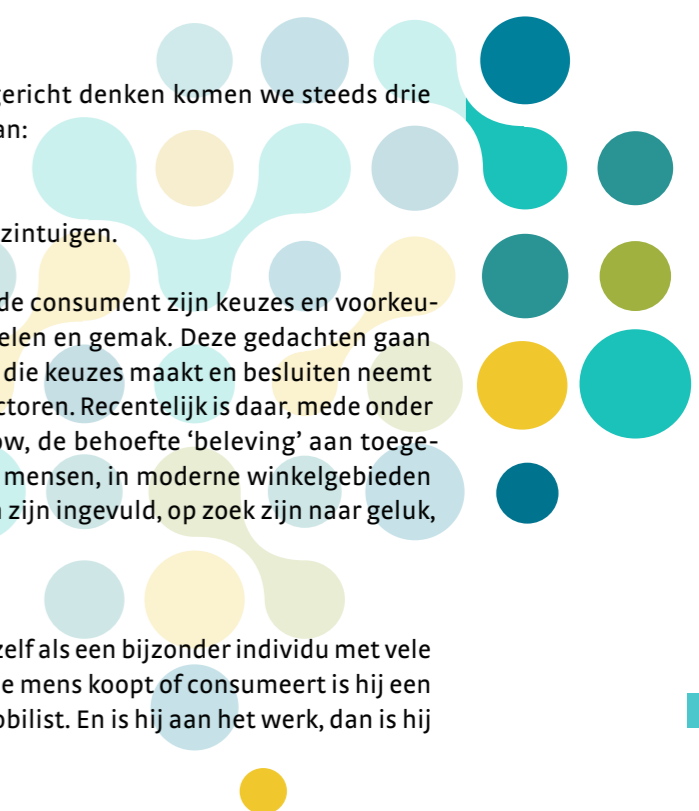 gericht denken komen we steeds drie
an:
zintuigen.
de consument zijn keuzes en voorkeu-
elen en gemak. Deze gedachten gaan
die keuzes maakt en besluiten neemt
ctoren. Recentelijk is daar, mede onder
ow, de behoefte ‘beleving’ aan toege-
mensen, in moderne winkelgebieden
zijn ingevuld, op zoek zijn naar geluk,
zelf als een bijzonder individu met vele
e mens koopt of consumeert is hij een
obilist. En is hij aan het werk, dan is hij